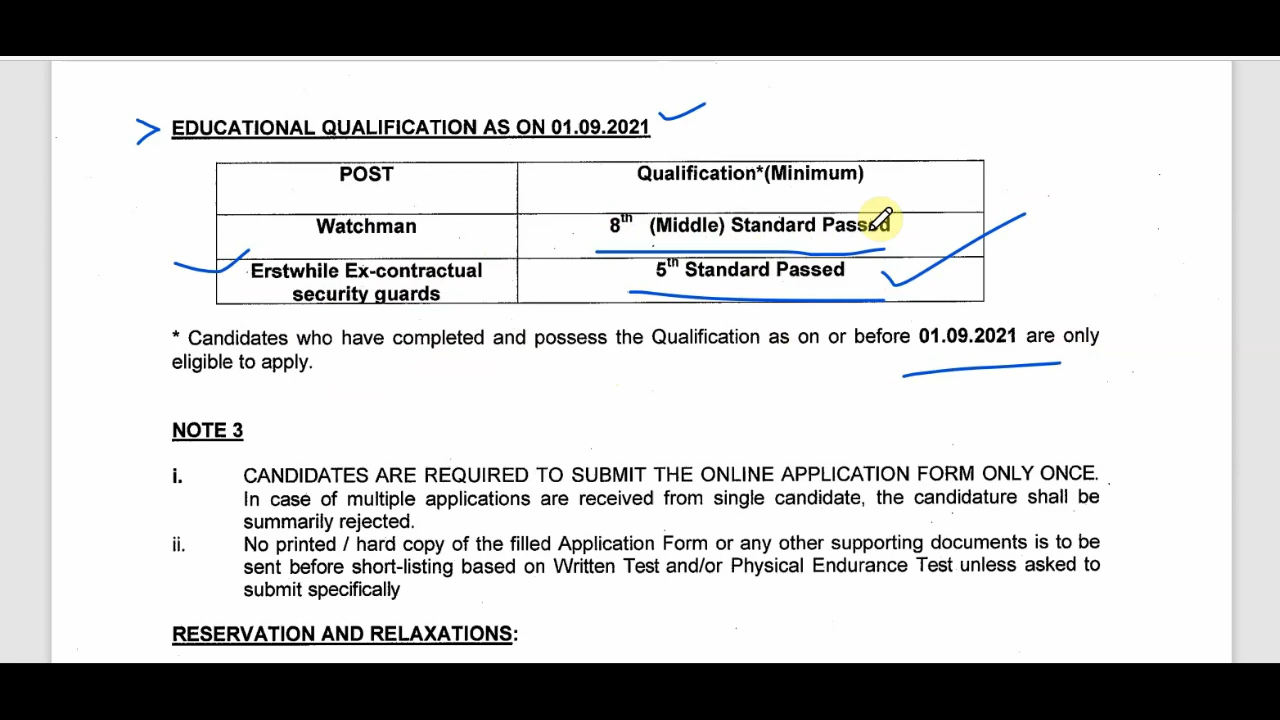 EDUCATIONAL QUALIFICATION AS ON 01.09.2021
POST Qualification*(Minimum)
Watchman 8th (Middle) Standard Passed
Erstwhile Ex-contractual 5th Standard Passed
security guards
* Candidates who have completed and possess the Qualification as on or before 01.09.2021 are only
eligible to apply.
NOTE 3
i. CANDIDATES ARE REQUIRED TO SUBMIT THE ONLINE APPLICATION FORM ONLY ONCE.
In case of multiple applications are received from single candidate, the candidature shall be
summarily rejected.
ii. No printed / hard copy of the filled Application Form or any other supporting documents is to be
sent before short-listing based on Written Test and/or Physical Endurance Test unless asked to
submit specifically
RESERVATION AND RELAXATIONS: